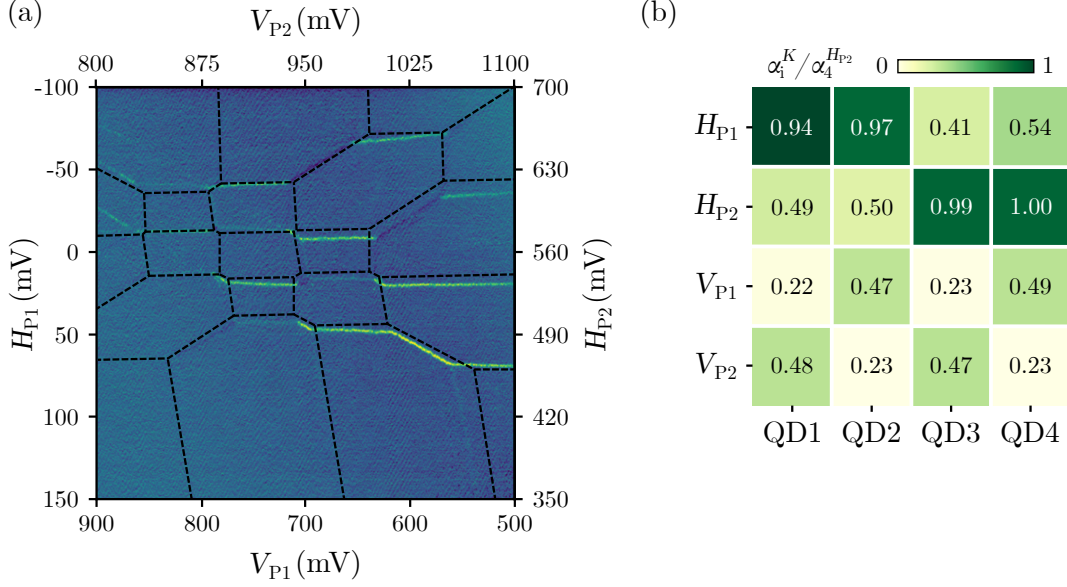 (a)
V_P2 (mV)
800 875 950 1025 1100
H_P1 (mV)
-100
-50
0
50
100
150
700
630
560
490
420
350
H_P2 (mV)
900 800 700 600 500
V_P1 (mV)
(b)
α_i^K/α_4^{H_P2} 0 1
H_P1 0.94 0.97 0.41 0.54
H_P2 0.49 0.50 0.99 1.00
V_P1 0.22 0.47 0.23 0.49
V_P2 0.48 0.23 0.47 0.23
QD1 QD2 QD3 QD4